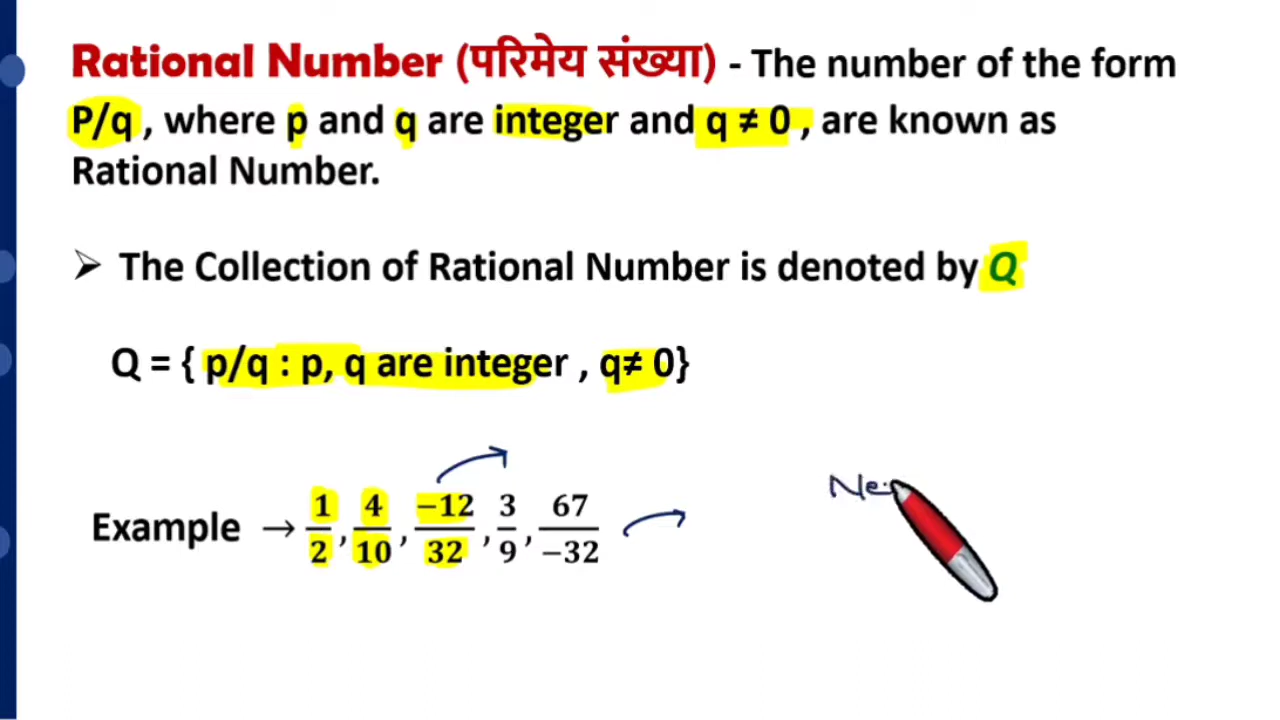 Rational Number (परिमेय संख्या) - The number of the form
P/q , where p and q are integer and q ≠ 0 , are known as
Rational Number.
➢ The Collection of Rational Number is denoted by Q
Q = { p/q : p, q are integer , q≠ 0}
Example → 1/2, 4/10, −12/32, 3/9, 67/−32
Ne